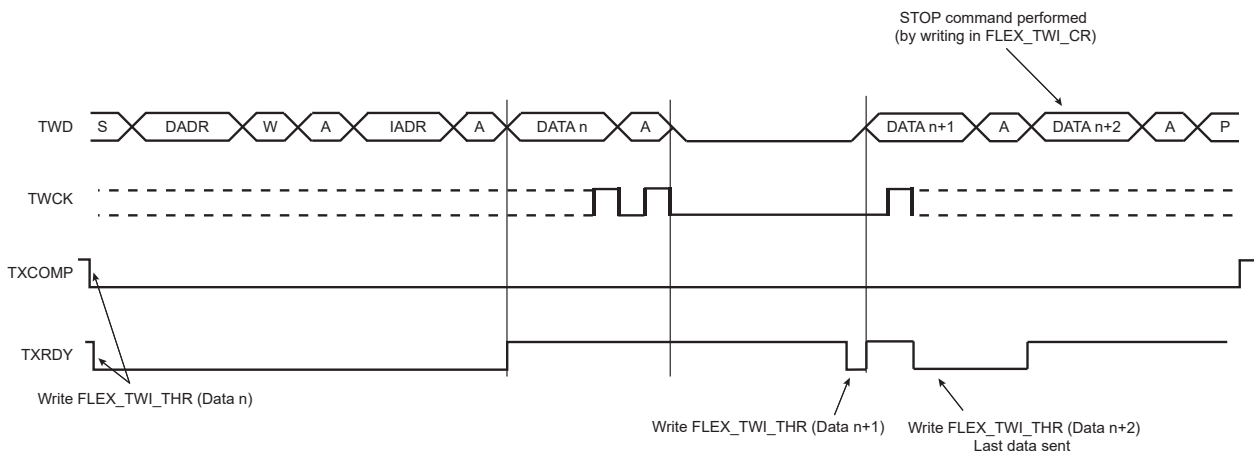 STOP command performed
(by writing in FLEX_TWI_CR)
TWD S DADR W A IADR A DATA n A DATA n+1 A DATA n+2 A P
TWCK
TXCOMP
TXRDY
Write FLEX_TWI_THR (Data n)
Write FLEX_TWI_THR (Data n+1)
Write FLEX_TWI_THR (Data n+2)
Last data sent